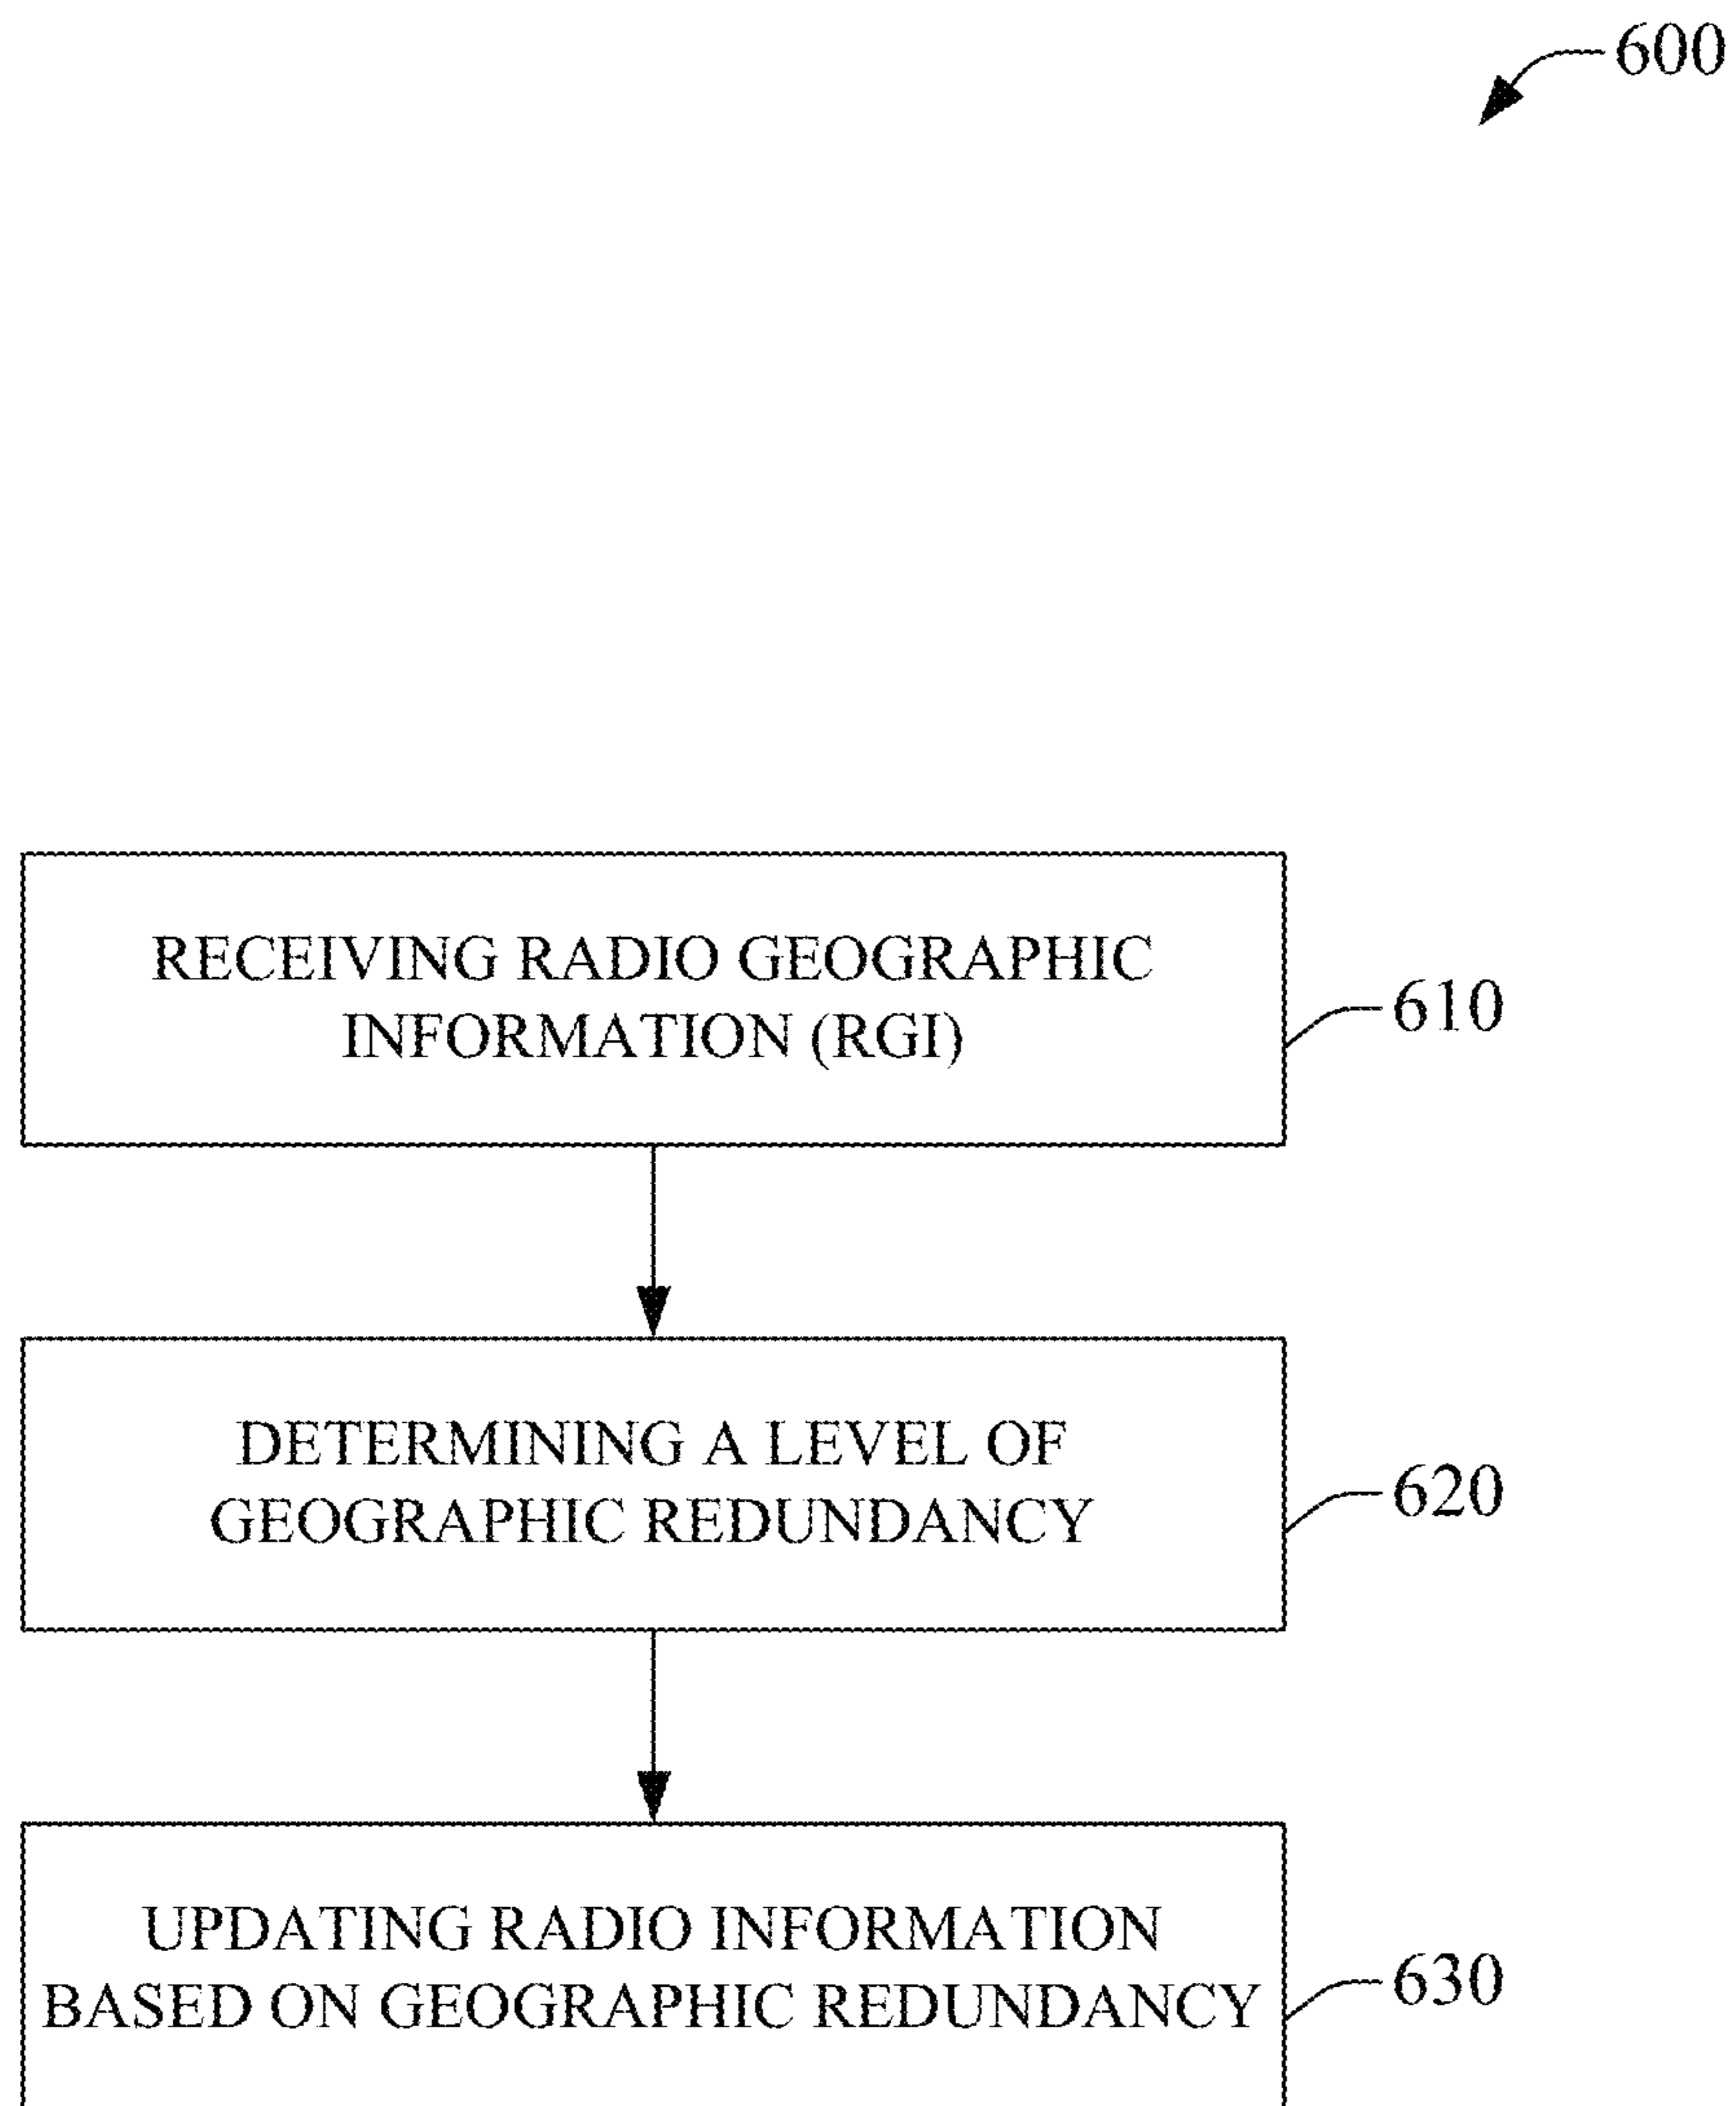 600
RECEIVING RADIO GEOGRAPHIC
INFORMATION (RGI)
610
DETERMINING A LEVEL OF
GEOGRAPHIC REDUNDANCY
620
UPDATING RADIO INFORMATION
BASED ON GEOGRAPHIC REDUNDANCY
630